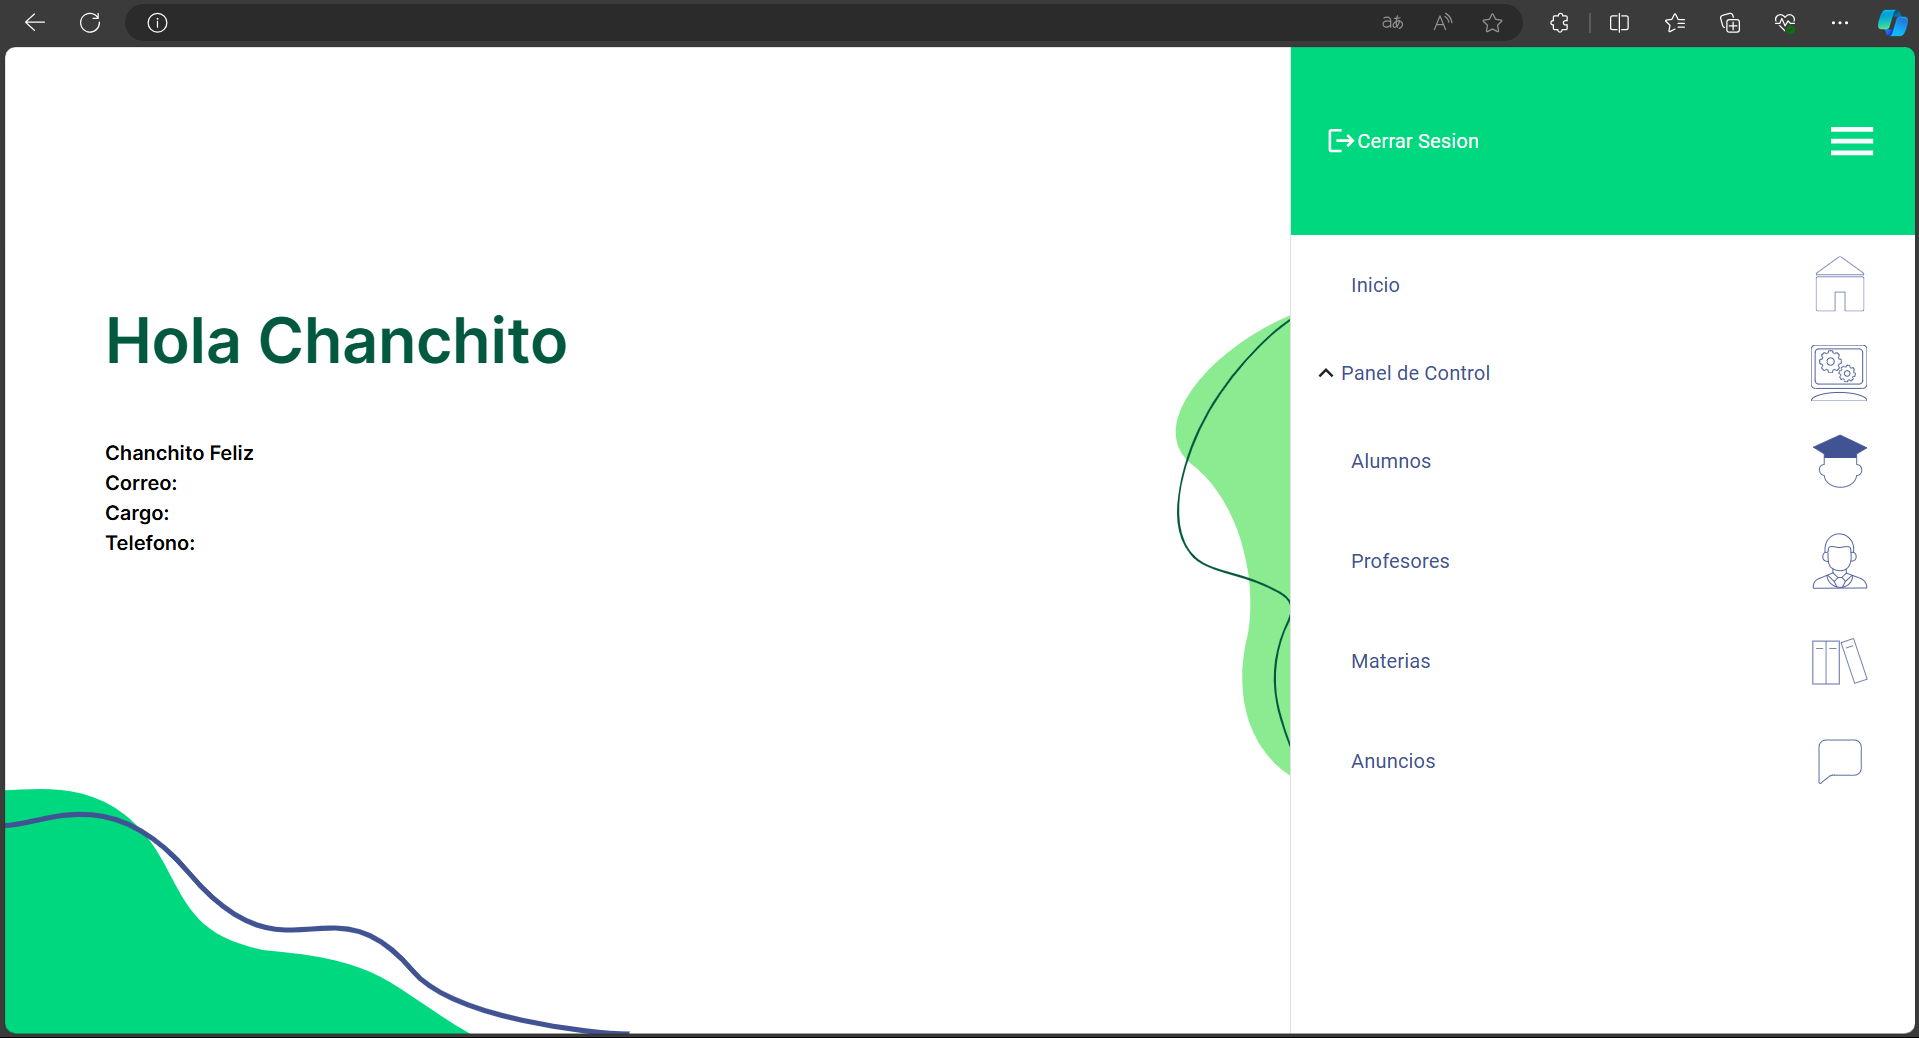 Hola Chanchito
Chanchito Feliz
Correo:
Cargo:
Telefono:
Cerrar Sesion
Inicio
Panel de Control
Alumnos
Profesores
Materias
Anuncios